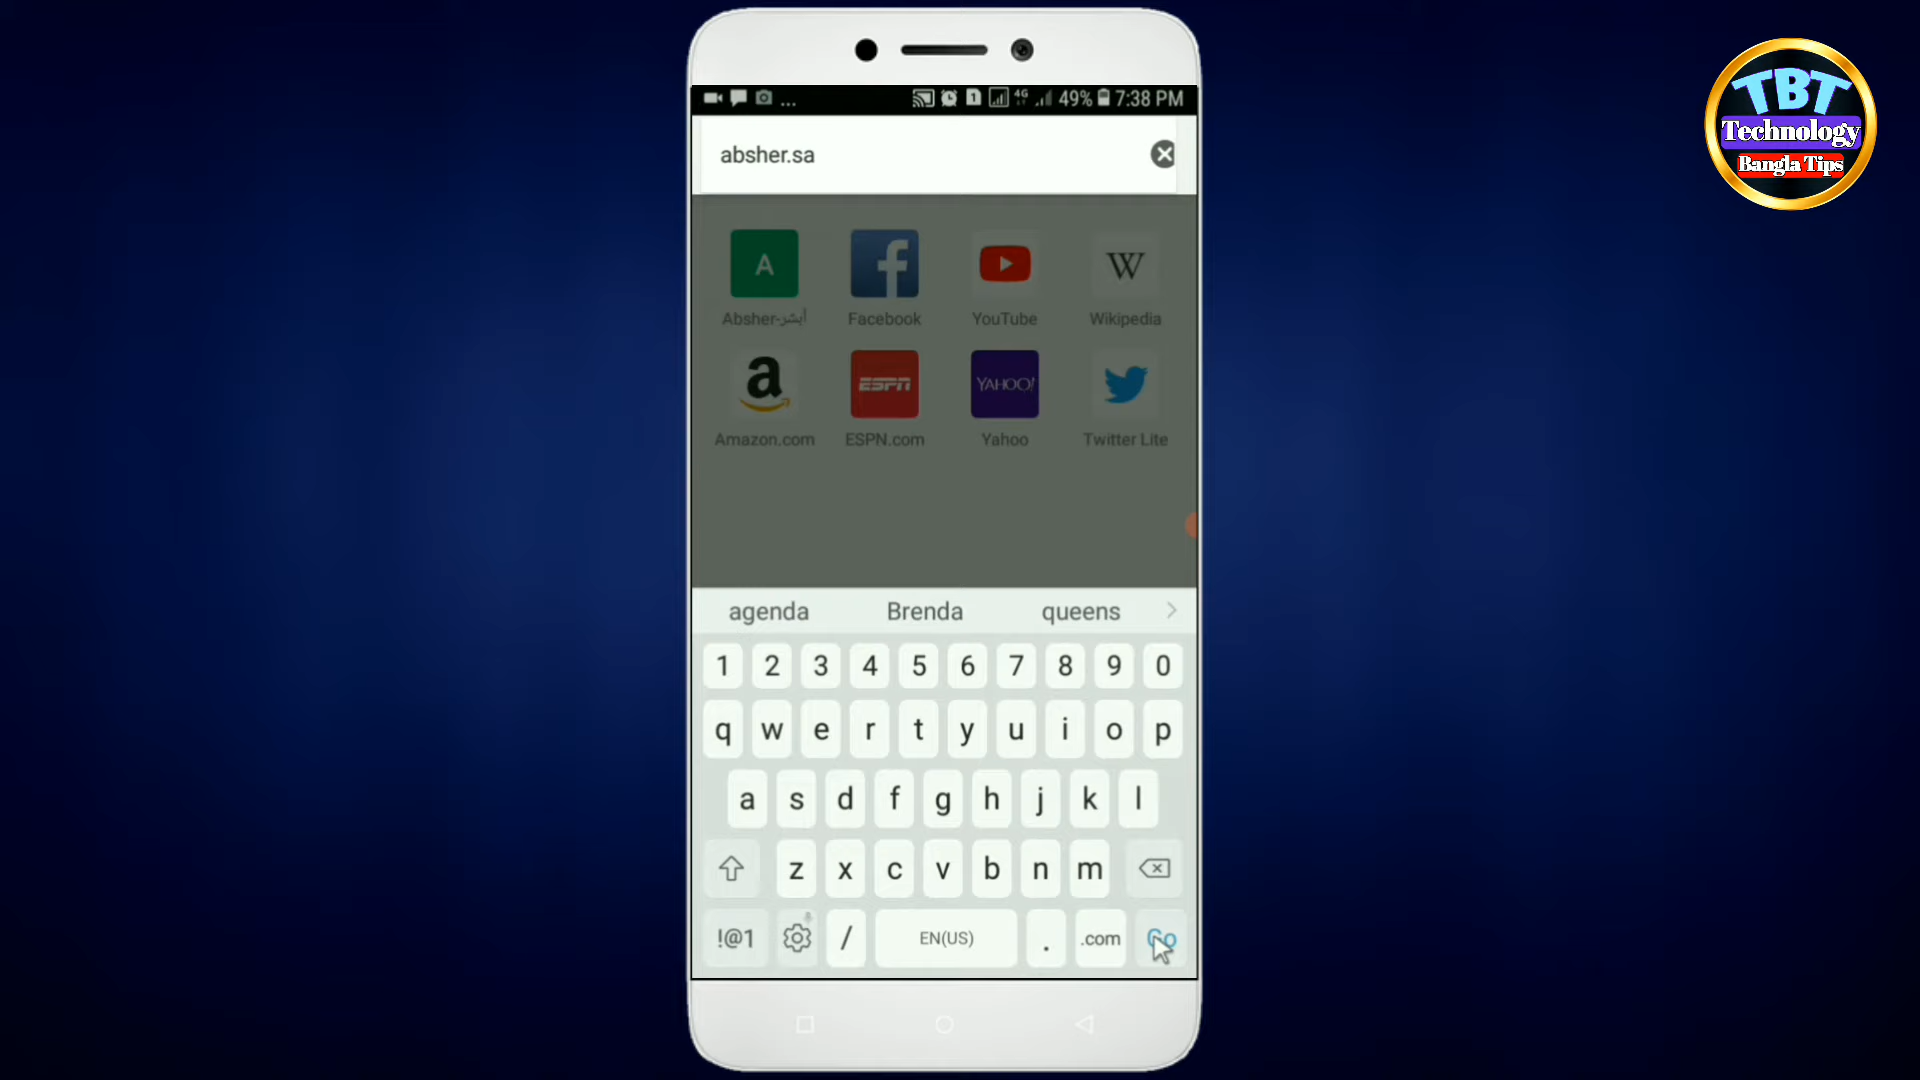 ... 1 4G 49% 7:38 PM
TBT
Technology
Bangla Tips
absher.sa
A f W
Absher-أبشر Facebook YouTube Wikipedia
a ESPN YAHOO!
Amazon.com ESPN.com Yahoo Twitter Lite
agenda Brenda queens
1 2 3 4 5 6 7 8 9 0
q w e r t y u i o p
a s d f g h j k l
z x c v b n m
!@1 / EN(US) . .com Go